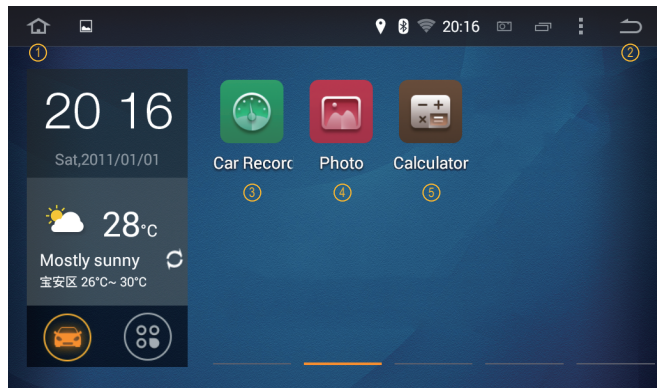 20:16
① ②
20 16
Sat,2011/01/01
28°C
Mostly sunny
宝安区 26°C~ 30°C
Car Recorc Photo Calculator
③ ④ ⑤